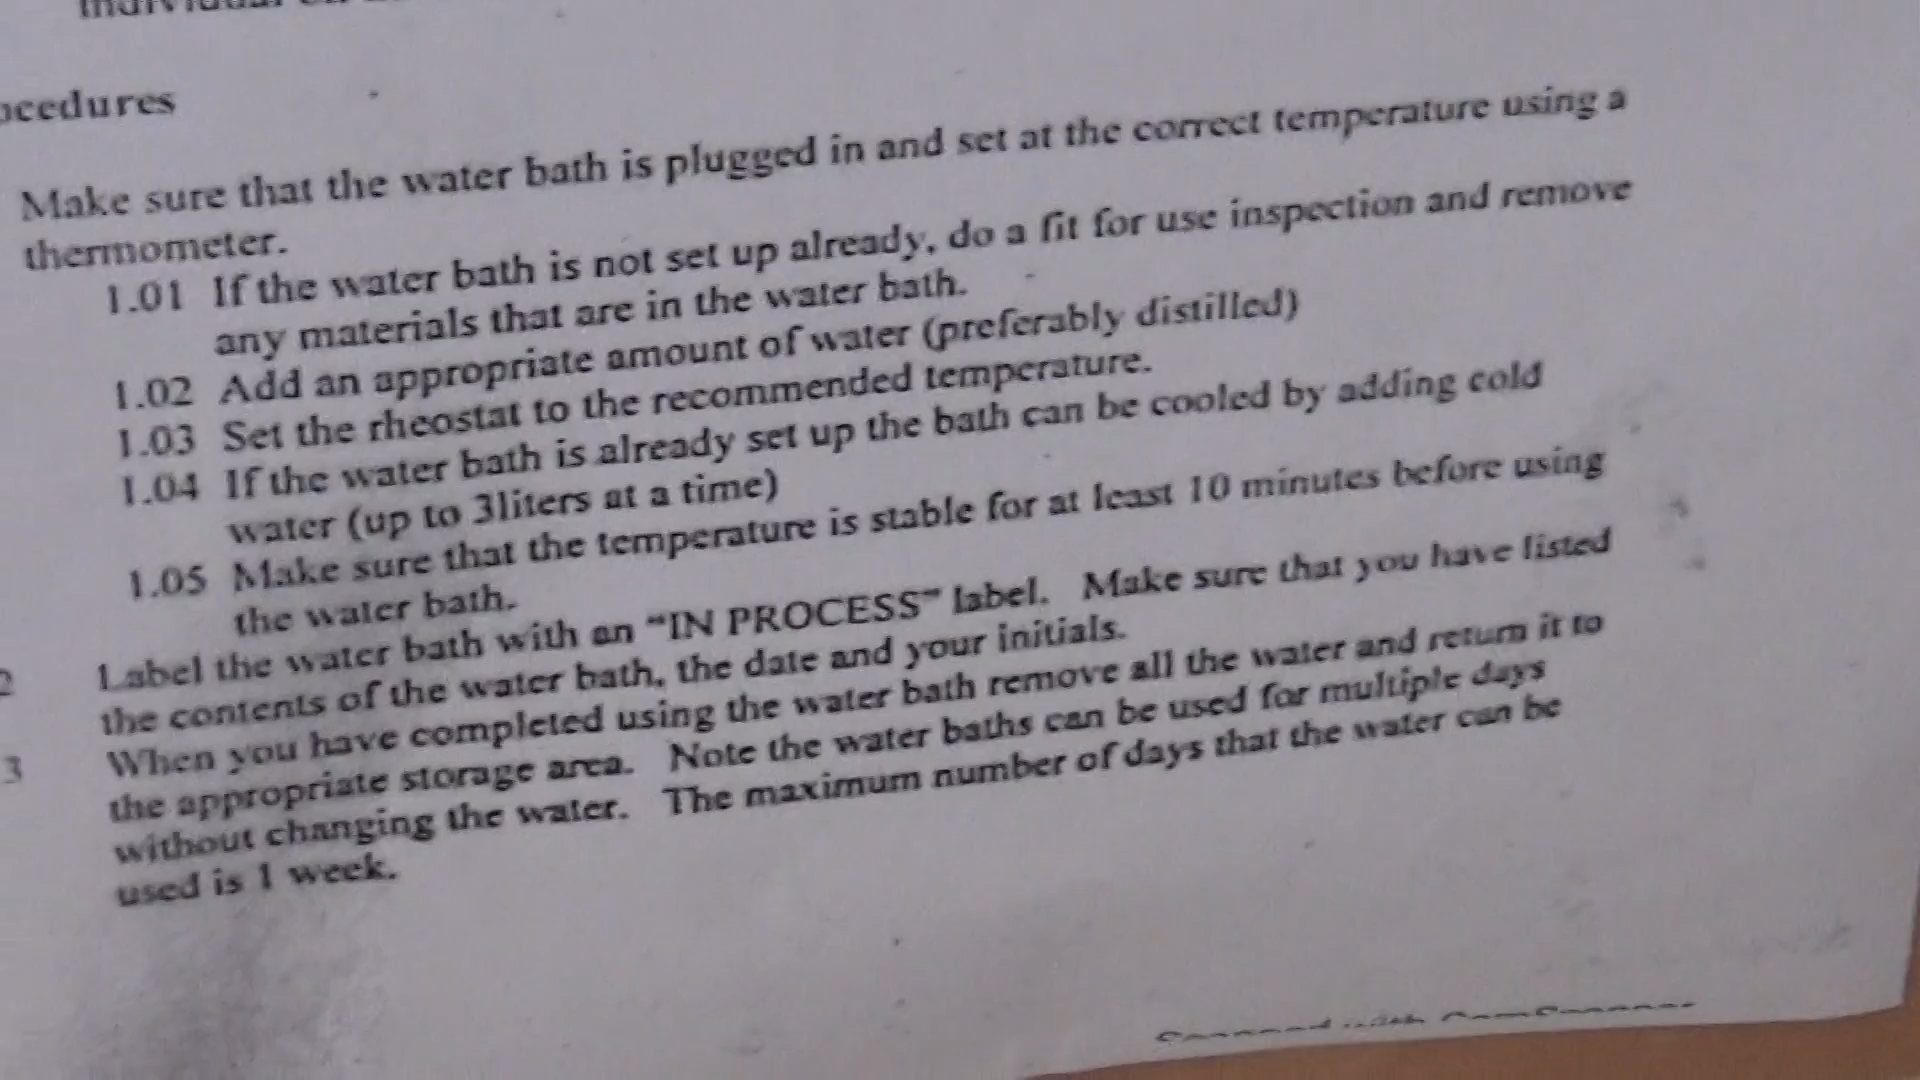 ocedures
Make sure that the water bath is plugged in and set at the correct temperature using a
thermometer.
1.01 If the water bath is not set up already, do a fit for use inspection and remove
any materials that are in the water bath.
1.02 Add an appropriate amount of water (preferably distilled)
1.03 Set the rheostat to the recommended temperature.
1.04 If the water bath is already set up the bath can be cooled by adding cold
water (up to 3liters at a time)
1.05 Make sure that the temperature is stable for at least 10 minutes before using
the water bath.
2 Label the water bath with an "IN PROCESS" label. Make sure that you have listed
the contents of the water bath, the date and your initials.
3 When you have completed using the water bath remove all the water and return it to
the appropriate storage area. Note the water baths can be used for multiple days
without changing the water. The maximum number of days that the water can be
used is 1 week.